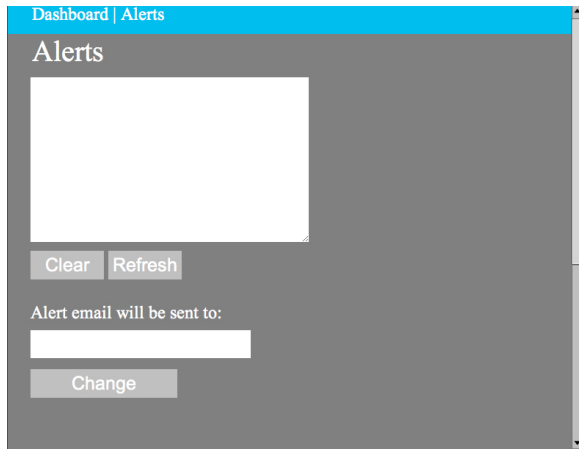 Dashboard | Alerts
Alerts
Clear Refresh
Alert email will be sent to:
Change